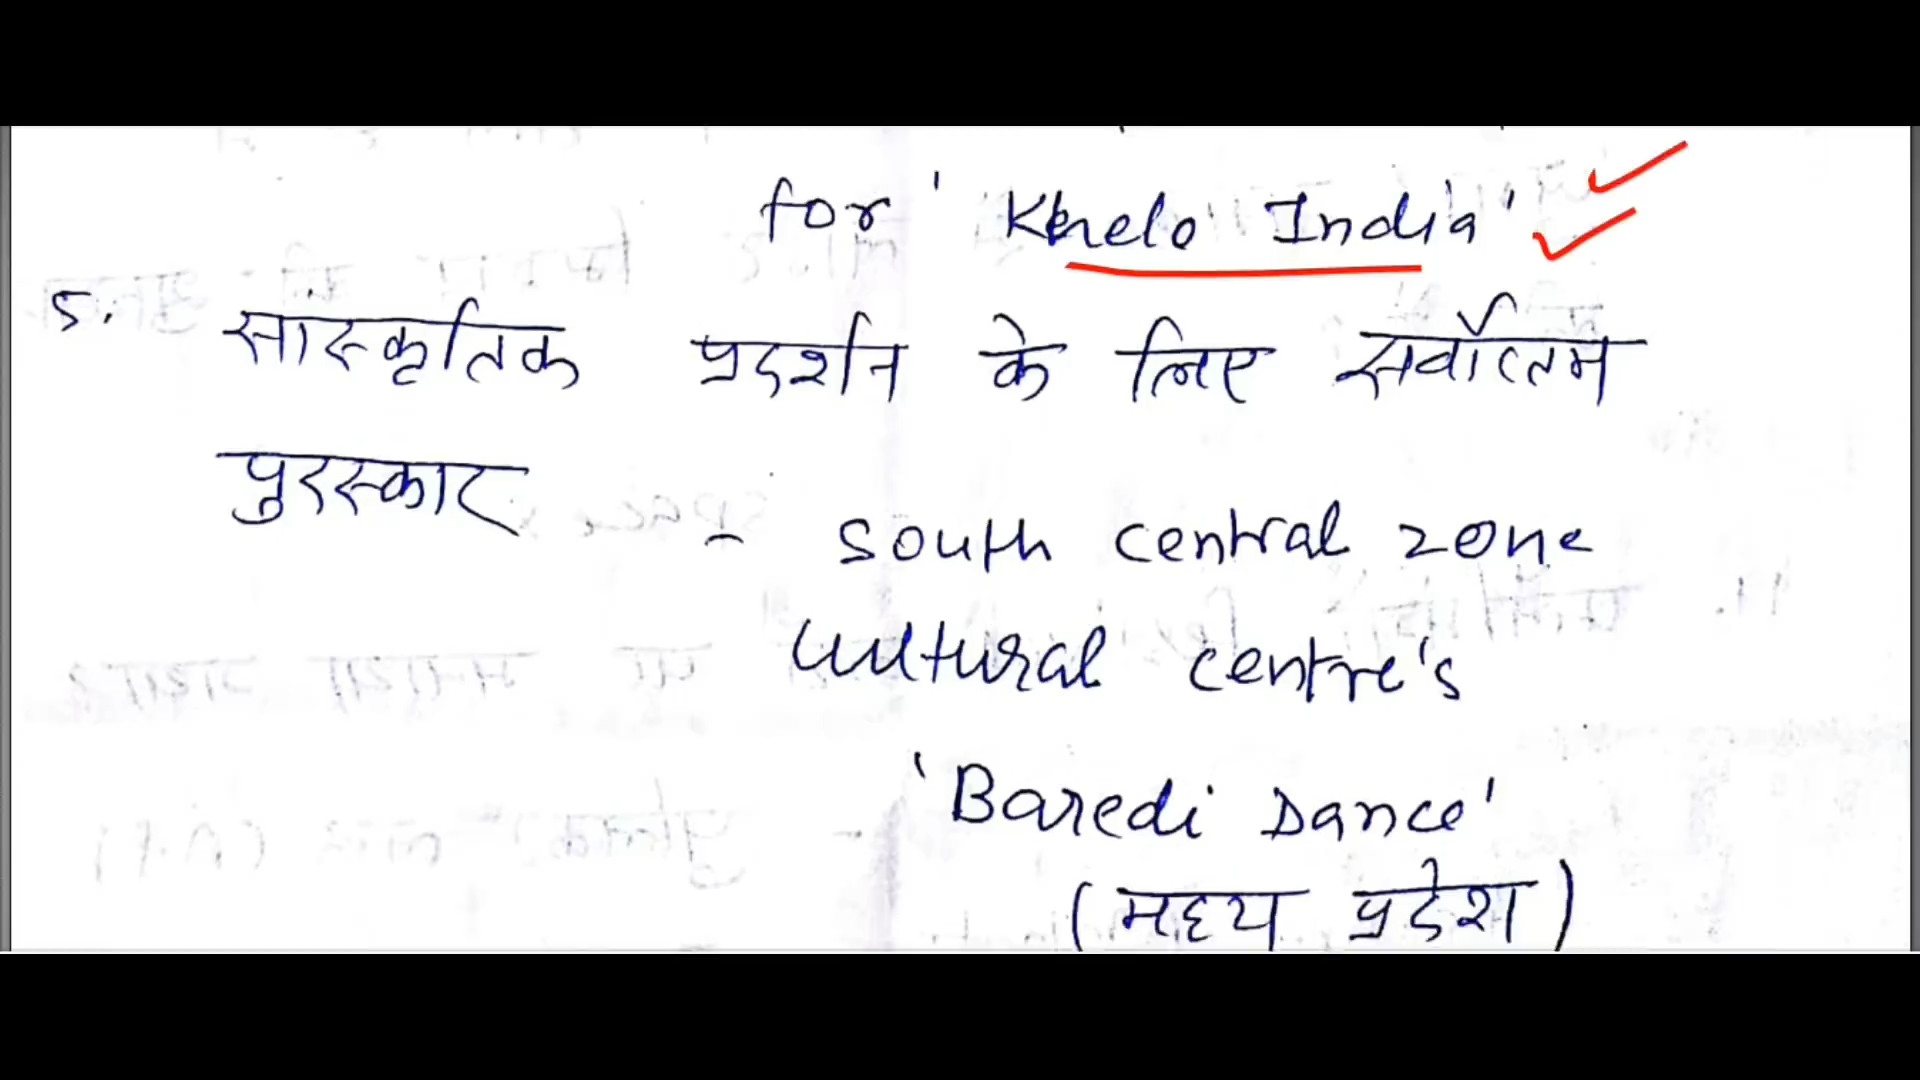 for 'Khelo India'
5. सांस्कृतिक प्रदर्शन के लिए सर्वोत्तम
पुरस्कार - South Central Zone
Cultural Centre's
'Baredi Dance'
(मध्य प्रदेश)